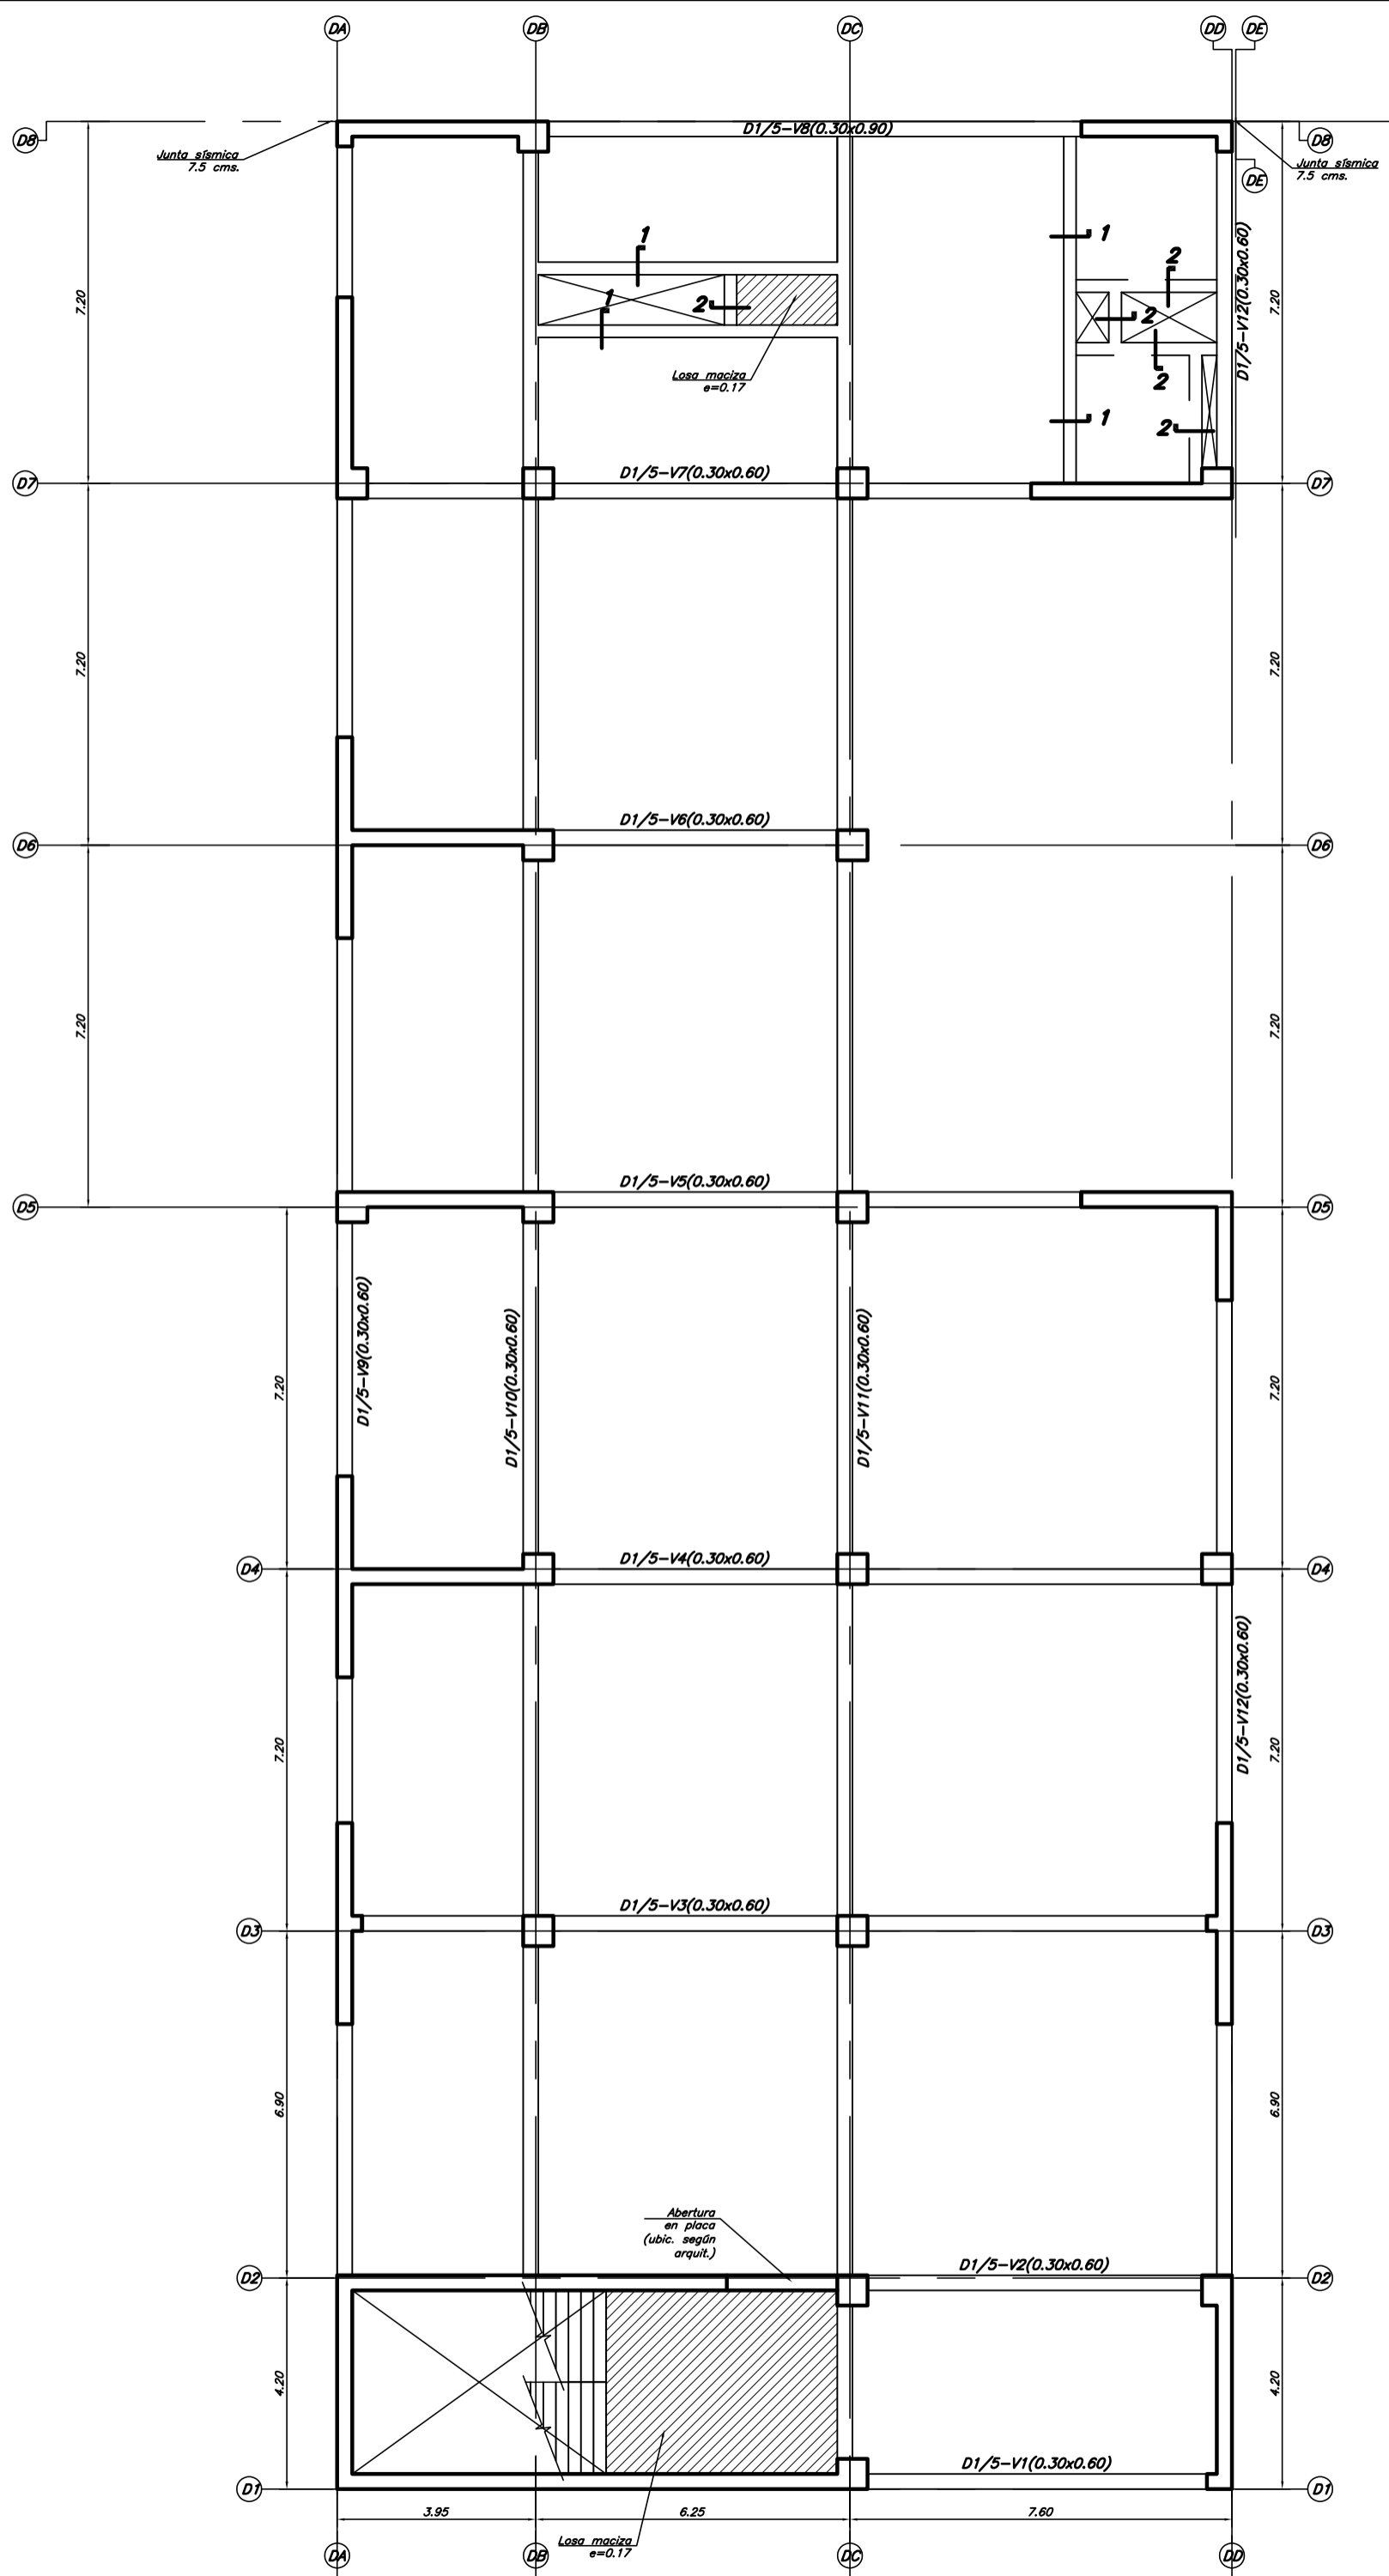 DA
DB
DC
DD
DE
D8
D1/5-V8(0.30x0.90)
D8
Junta sísmica
7.5 cms.
Junta sísmica
7.5 cms.
DE
1
1
2
D1/5-V12(0.30x0.60)
7.20
1
2
2
7.20
Losa maciza
e=0.17
2
1
2
D7
D1/5-V7(0.30x0.60)
D7
7.20
7.20
D1/5-V6(0.30x0.60)
D6
D6
7.20
7.20
D1/5-V5(0.30x0.60)
D5
D5
D1/5-V9(0.30x0.60)
D1/5-V10(0.30x0.60)
D1/5-V11(0.30x0.60)
7.20
7.20
D1/5-V4(0.30x0.60)
D4
D4
D1/5-V12(0.30x0.60)
7.20
7.20
D1/5-V3(0.30x0.60)
D3
D3
6.90
6.90
Abertura
en placa
(ubic. según
arquit.)
D1/5-V2(0.30x0.60)
D2
D2
4.20
4.20
D1/5-V1(0.30x0.60)
D1
D1
3.95
6.25
7.60
Losa maciza
e=0.17
DA
DB
DC
DD